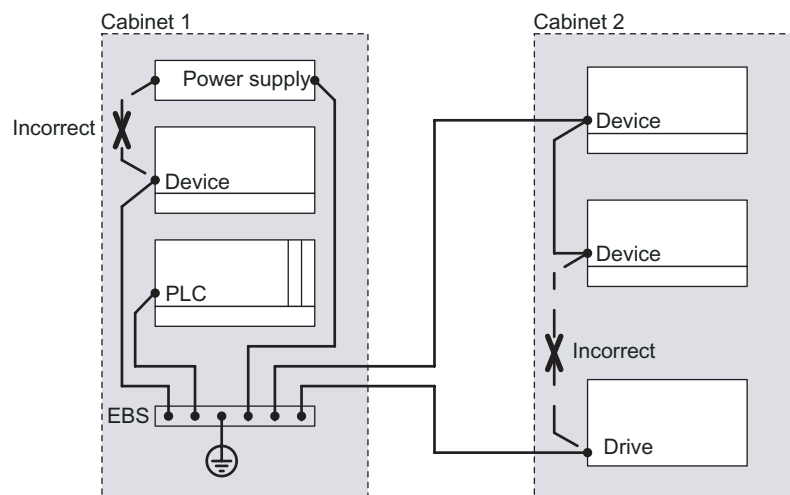 Cabinet 1
Power supply
Incorrect
Device
PLC
EBS
Cabinet 2
Device
Device
Incorrect
Drive